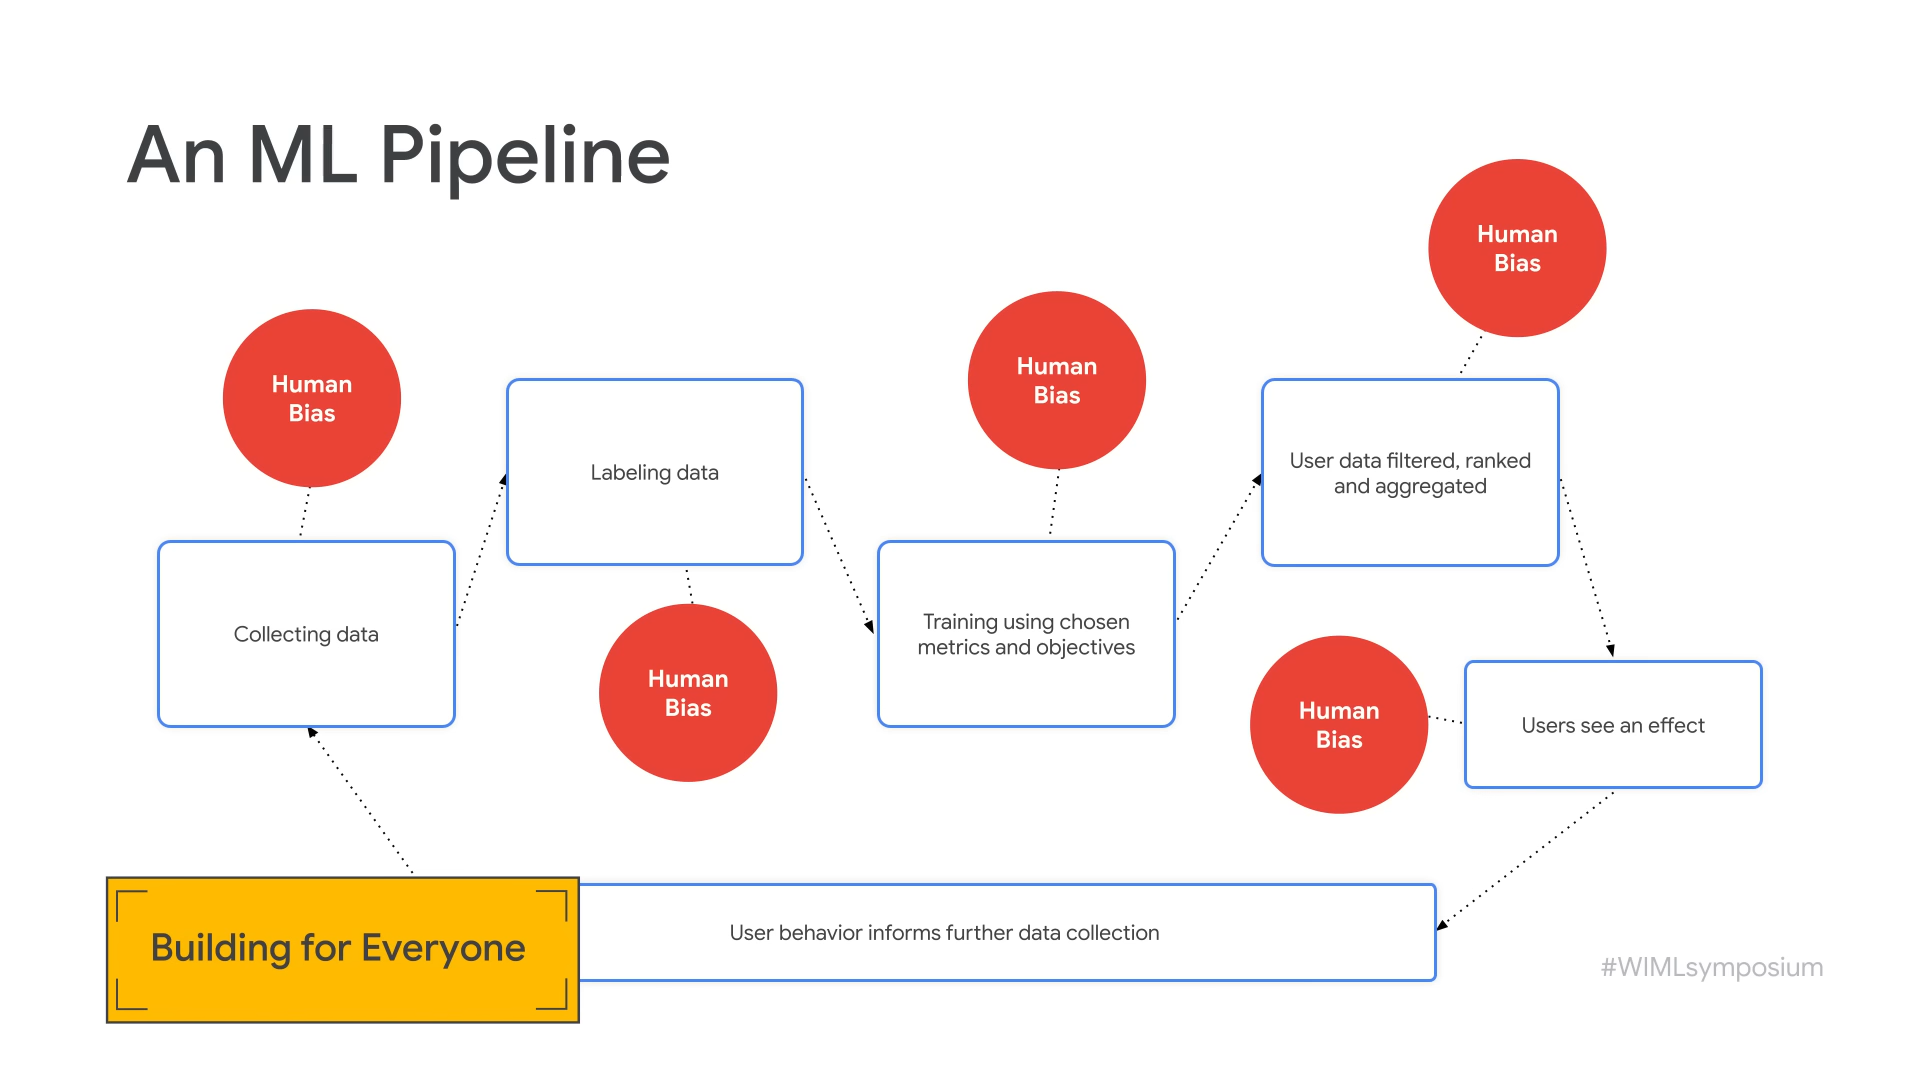 An ML Pipeline
Human
Bias
Human
Bias
Human
Bias
Labeling data
User data filtered, ranked
and aggregated
Collecting data
Training using chosen
metrics and objectives
Human
Bias
Human
Bias
Users see an effect
Building for Everyone
User behavior informs further data collection
#WIMLsymposium